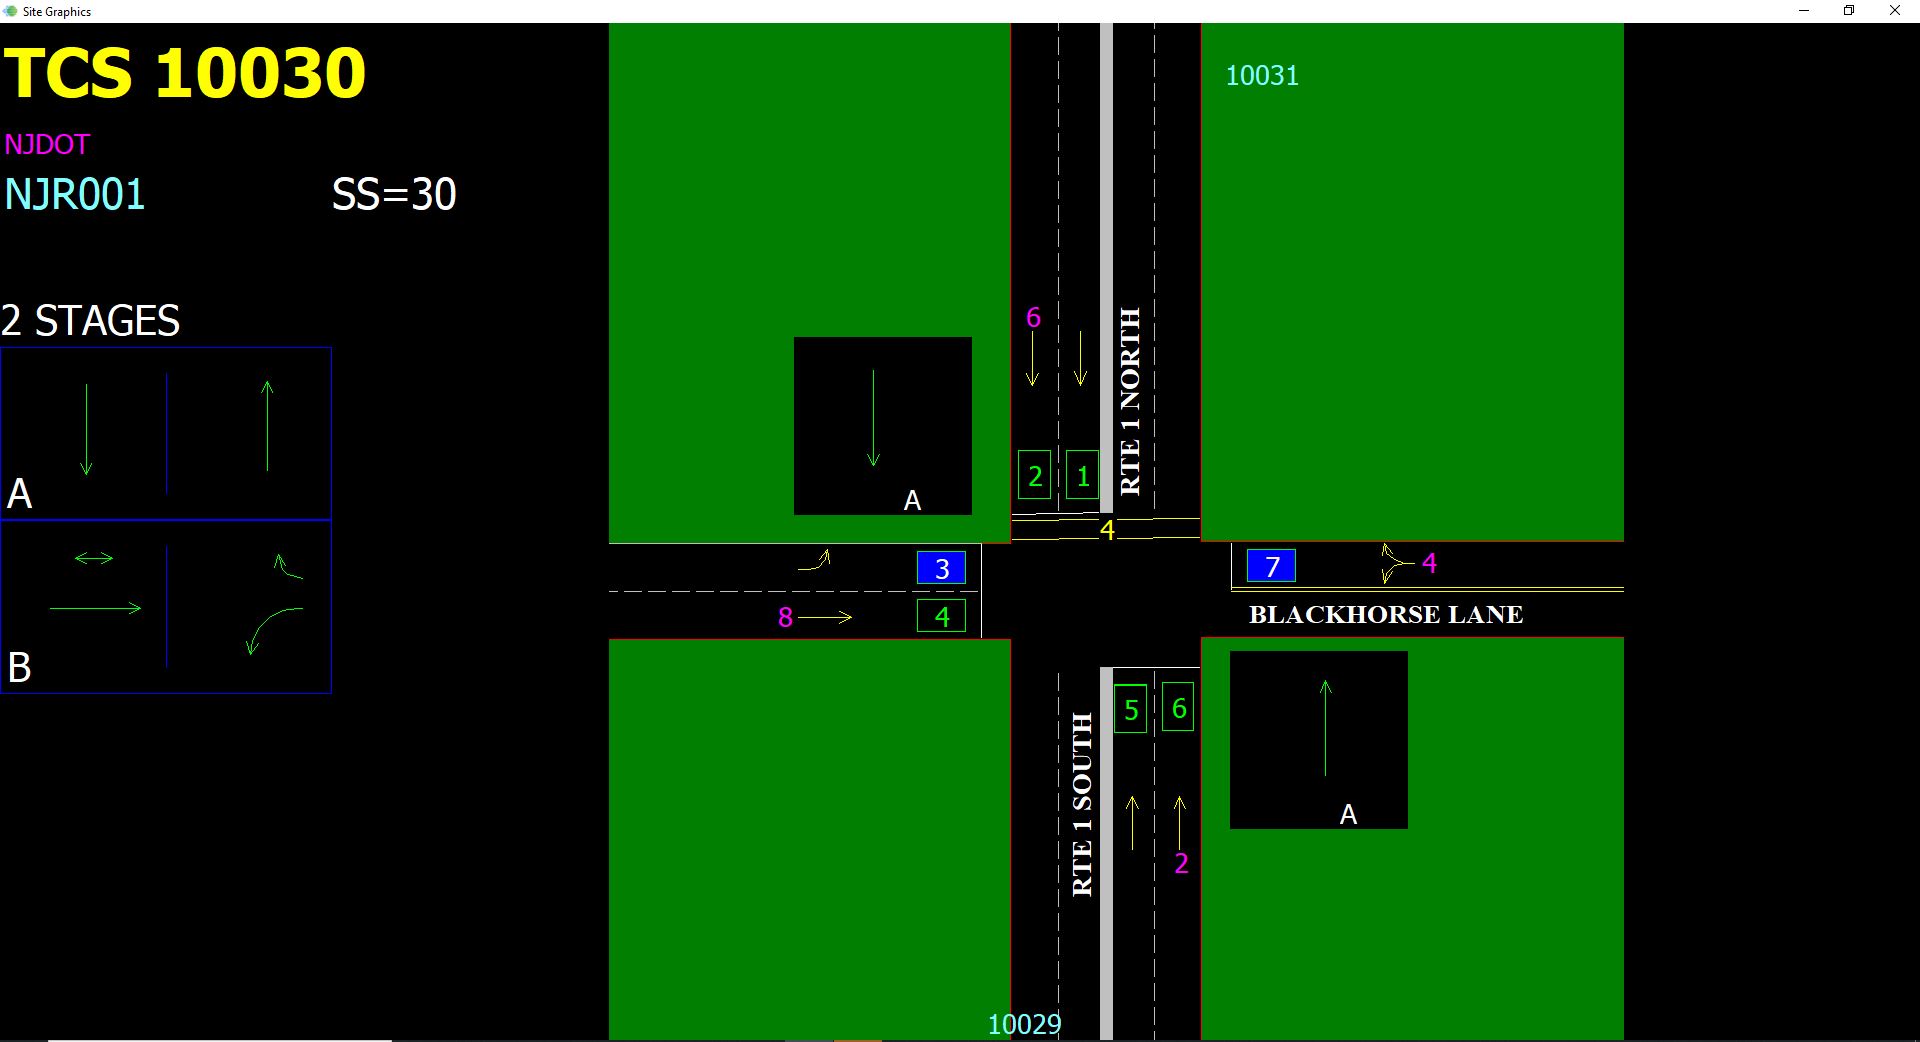 Site Graphics
TCS 10030
NJDOT
NJR001
SS=30
2 STAGES
A
B
10031
6
RTE 1 NORTH
2
1
A
4
3
7
4
8
4
BLACKHORSE LANE
5
6
RTE 1 SOUTH
A
2
10029